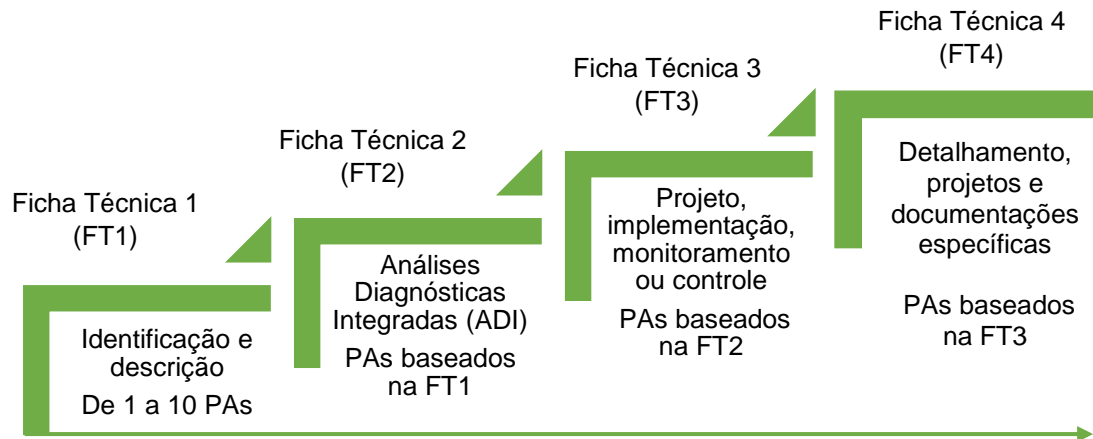 Ficha Técnica 1
(FT1)
Identificação e
descrição
De 1 a 10 PAs
Ficha Técnica 2
(FT2)
Análises
Diagnósticas
Integradas (ADI)
PAs baseados
na FT1
Ficha Técnica 3
(FT3)
Projeto,
implementação,
monitoramento
ou controle
PAs baseados
na FT2
Ficha Técnica 4
(FT4)
Detalhamento,
projetos e
documentações
específicas
PAs baseados
na FT3